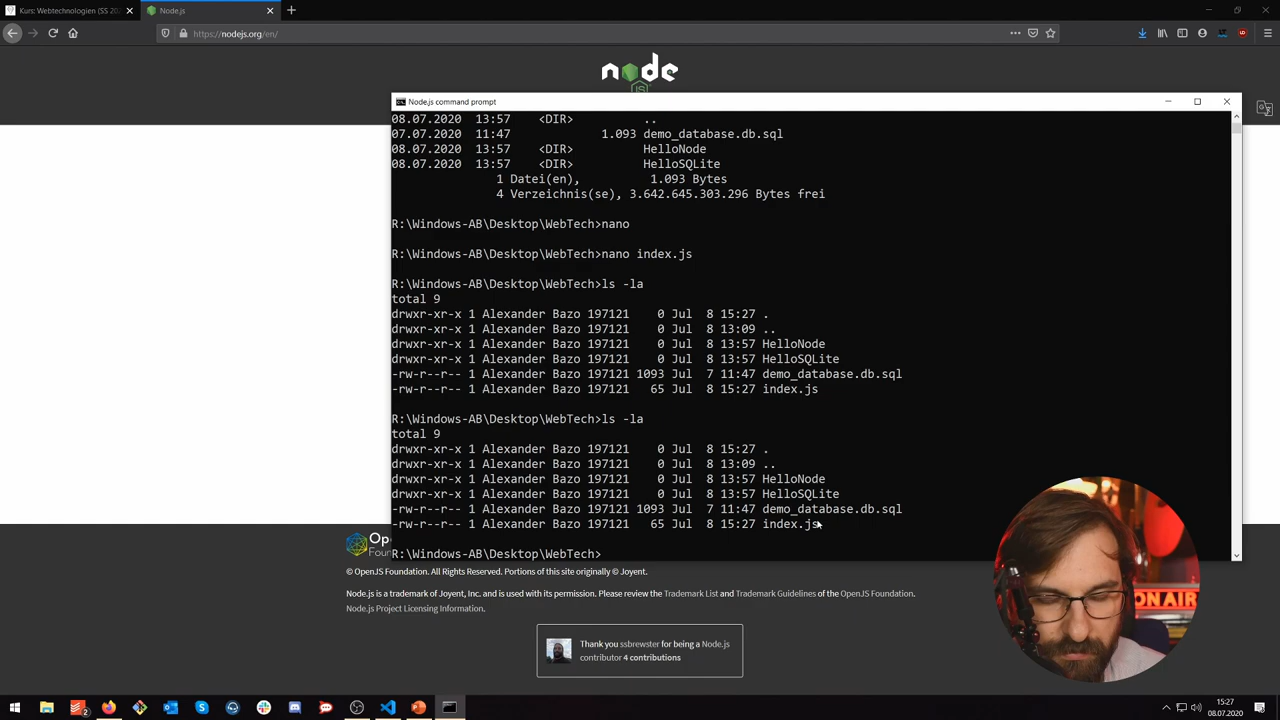 Kurs: Webtechnologien (SS 202
Node.js
https://nodejs.org/en/
node
JS
Node.js command prompt
08.07.2020  13:57    <DIR>          ..
07.07.2020  11:47             1.093 demo_database.db.sql
08.07.2020  13:57    <DIR>          HelloNode
08.07.2020  13:57    <DIR>          HelloSQLite
1 Datei(en),          1.093 Bytes
4 Verzeichnis(se), 3.642.645.303.296 Bytes frei
R:\Windows-AB\Desktop\WebTech>nano
R:\Windows-AB\Desktop\WebTech>nano index.js
R:\Windows-AB\Desktop\WebTech>ls -la
total 9
drwxr-xr-x 1 Alexander Bazo 197121    0 Jul  8 15:27 .
drwxr-xr-x 1 Alexander Bazo 197121    0 Jul  8 13:09 ..
drwxr-xr-x 1 Alexander Bazo 197121    0 Jul  8 13:57 HelloNode
drwxr-xr-x 1 Alexander Bazo 197121    0 Jul  8 13:57 HelloSQLite
-rw-r--r-- 1 Alexander Bazo 197121 1093 Jul  7 11:47 demo_database.db.sql
-rw-r--r-- 1 Alexander Bazo 197121   65 Jul  8 15:27 index.js
R:\Windows-AB\Desktop\WebTech>ls -la
total 9
drwxr-xr-x 1 Alexander Bazo 197121    0 Jul  8 15:27 .
drwxr-xr-x 1 Alexander Bazo 197121    0 Jul  8 13:09 ..
drwxr-xr-x 1 Alexander Bazo 197121    0 Jul  8 13:57 HelloNode
drwxr-xr-x 1 Alexander Bazo 197121    0 Jul  8 13:57 HelloSQLite
-rw-r--r-- 1 Alexander Bazo 197121 1093 Jul  7 11:47 demo_database.db.sql
-rw-r--r-- 1 Alexander Bazo 197121   65 Jul  8 15:27 index.js
R:\Windows-AB\Desktop\WebTech>
ON AIR
© OpenJS Foundation. All Rights Reserved. Portions of this site originally © Joyent.
Node.js is a trademark of Joyent, Inc. and is used with its permission. Please review the Trademark List and Trademark Guidelines of the OpenJS Foundation.
Node.js Project Licensing Information.
Thank you ssbrewster for being a Node.js
contributor 4 contributions
2
15:27
08.07.2020